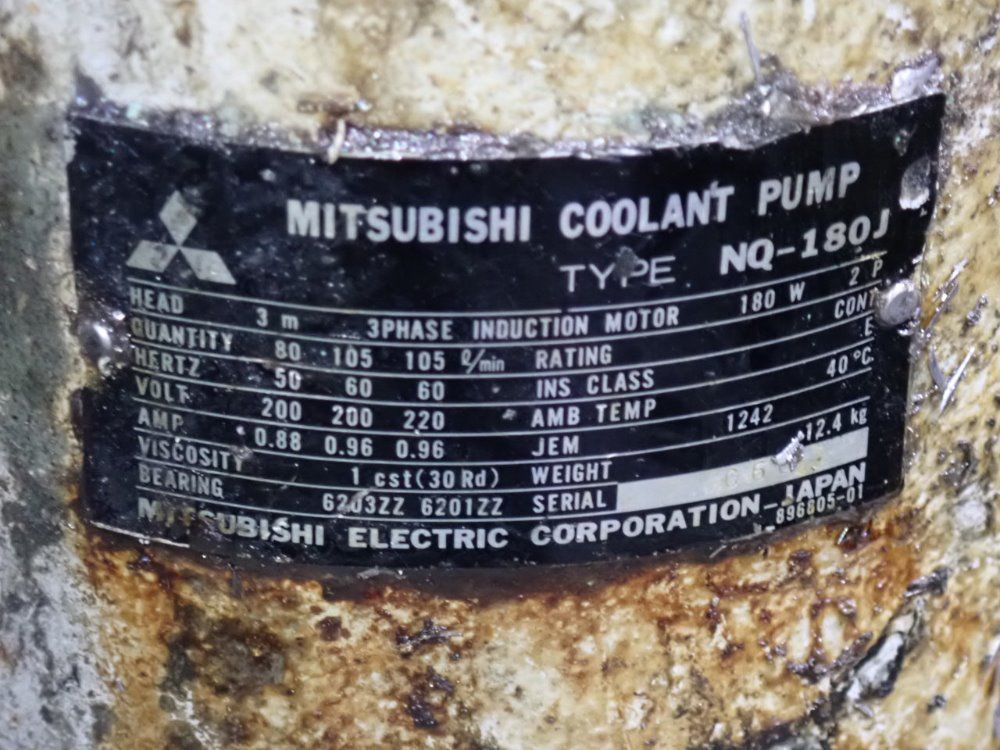 MITSUBISHI COOLANT PUMP
TYPE NQ-180J
HEAD 3 m 3PHASE INDUCTION MOTOR 180 W 2 P
QUANTITY 80 105 105 ℓ/min RATING CONT
HERTZ 50 60 60 INS CLASS E
VOLT 200 200 220 AMB TEMP 40 °C
AMP 0.88 0.96 0.96 JEM 1242
VISCOSITY 1 cst(30 Rd) WEIGHT 12.4 kg
BEARING 6203ZZ 6201ZZ SERIAL
MITSUBISHI ELECTRIC CORPORATION-JAPAN
896805-01